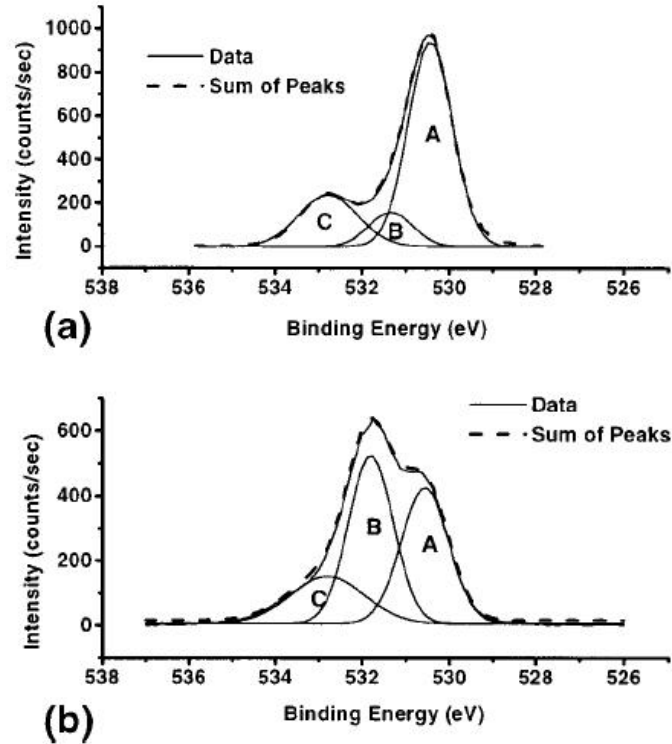 1000
800
600
400
200
0
Intensity (counts/sec)
Data
Sum of Peaks
A
B
C
538 536 534 532 530 528 526
Binding Energy (eV)
(a)
600
400
200
0
Intensity (counts/sec)
Data
Sum of Peaks
B
A
C
538 536 534 532 530 528 526
Binding Energy (eV)
(b)